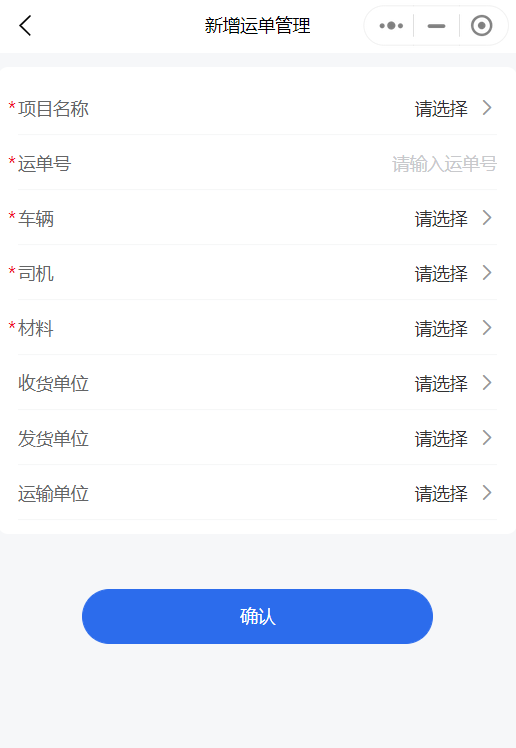 新增运单管理
*项目名称 请选择
*运单号 请输入运单号
*车辆 请选择
*司机 请选择
*材料 请选择
收货单位 请选择
发货单位 请选择
运输单位 请选择
确认